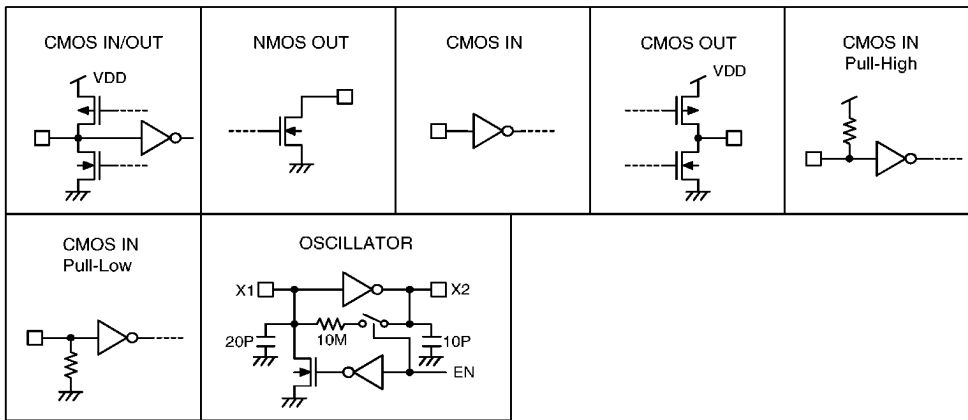 CMOS IN/OUT
VDD
NMOS OUT
CMOS IN
CMOS OUT
VDD
CMOS IN
Pull-High
CMOS IN
Pull-Low
OSCILLATOR
X1
X2
20P
10M
10P
EN